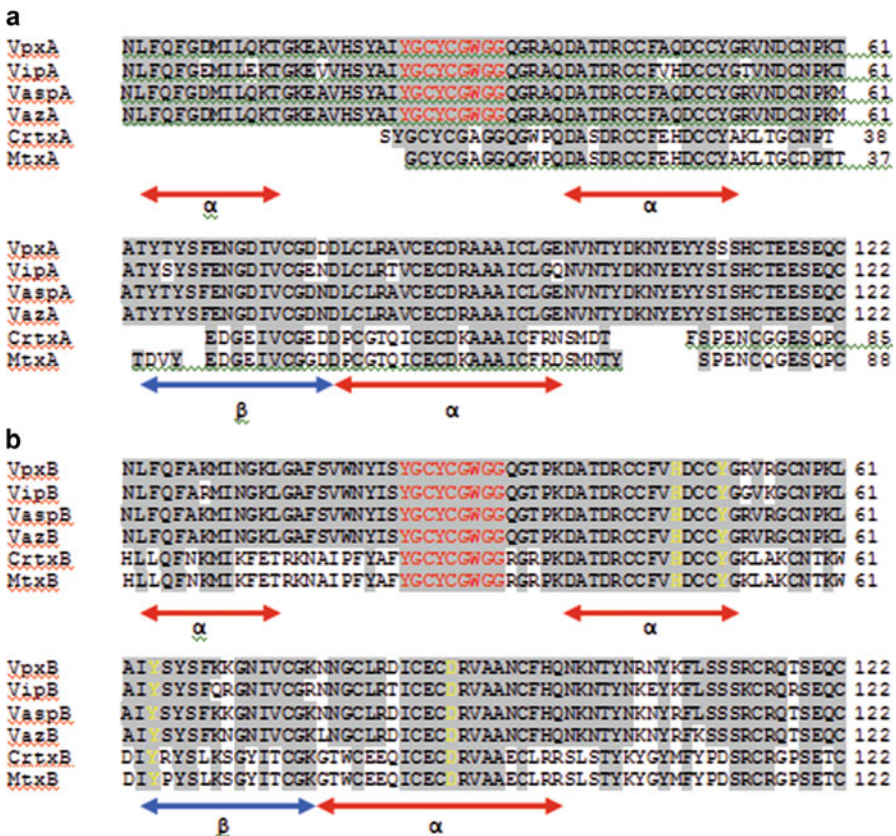 a
VpxA NLFQFGDMILQKTGKEAVHSYAIYGCYCGWGGQGRAQDATDRCCFAQDCCYGRVNDCNPKT 61
VipA NLFQFGEMILEKTGKEVVHSYAIYGCYCGWGGQGRAQDATDRCCFVHDCCYGTVNDCNPKT 61
VaspA NLFQFGDMILQKTGKEAVHSYAIYGCYCGWGGQGRAQDATDRCCFAQDCCYGRVNDCNPKM 61
VazA NLFQFGDMILQKTGKEAVHSYAIYGCYCGWGGQGRAQDATDRCCFAQDCCYGRVNDCNPKM 61
CrtxA SYGCYCGAGGQGWPQDASDRCCFEHDCCYAKLTGCNPT 38
MtxA GCYCGAGGQGWPQDASDRCCFEHDCCYAKLTGCDPTT 37
α α
VpxA ATYTYSFENGDIVCGDDDLCLRAVCECDRAAAICLGENVNTYDKNYEYYSSSHCTEESEQC 122
VipA ATYSYSFENGDIVCGENDLCLRTVCECDRAAAICLGQNVNTYDKNYEYYSISHCTEESEQC 122
VaspA ATYTYSFENGDIVCGDNDLCLRAVCECDRAAAICLGENVNTYDKNYEYYSISHCTEESEQC 122
VazA ATYTYSFENGDIVCGDNDLCLRAVCECDRAAAICLGENVNTYDKNYEYYSISHCTEESEQC 122
CrtxA EDGEIVCGEDDPCGTQICECDKAAAICFRNSMDT FSPENCGGESQPC 85
MtxA TDVY EDGEIVCGGDDPCGTQICECDKAAAICFRDSMNTY SPENCQGESQPC 88
β α
b
VpxB NLFQFAKMINGKLGAFSVWNYISYGCYCGWGGQGTPKDATDRCCFVHDCCYGRVRGCNPKL 61
VipB NLFQFARMINGKLGAFSVWNYISYGCYCGWGGQGTPKDATDRCCFVHDCCYGGVKGCNPKL 61
VaspB NLFQFAKMINGKLGAFSVWNYISYGCYCGWGGQGTPKDATDRCCFVHDCCYGRVRGCNPKL 61
VazB NLFQFAKMINGKLGAFSVWNYISYGCYCGWGGQGTPKDATDRCCFVHDCCYGRVRGCNPKL 61
CrtxB HLLQFNKMIKFETRKNAIPFYAFYGCYCGWGGRGRPKDATDRCCFVHDCCYGKLAKCNTKW 61
MtxB HLLQFNKMIKFETRKNAIPFYAFYGCYCGWGGRGRPKDATDRCCFVHDCCYGKLAKCNTKW 61
α α
VpxB AIYSYSFKKGNIVCGKNNGCLRDICECDRVAANCFHQNKNTYNRNYKFLSSSRCRQTSEQC 122
VipB AIYSYSFQRGNIVCGRNNGCLRTICECDRVAANCFHQNKNTYNKEYKFLSSSKCRQRSEQC 122
VaspB AIYSYSFKKGNIVCGKNNGCLRDICECDRVAANCFHQNKNTYNKNYRFLSSSRCRQTSEQC 122
VazB AIYSYSFKNGNIVCGKLNGCLRDICECDRVAANCFHQNKNTYNKNYRFKSSSRCRQTSEQC 122
CrtxB DIYRYSLKSGYITCGKGTWCEEQICECDRVAAECLRRSLSTYKYGYMFYPDSRCRGPSETC 122
MtxB DIYPYSLKSGYITCGKGTWCEEQICECDRVAAECLRRSLSTYKYGYMFYPDSRCRGPSETC 122
β α